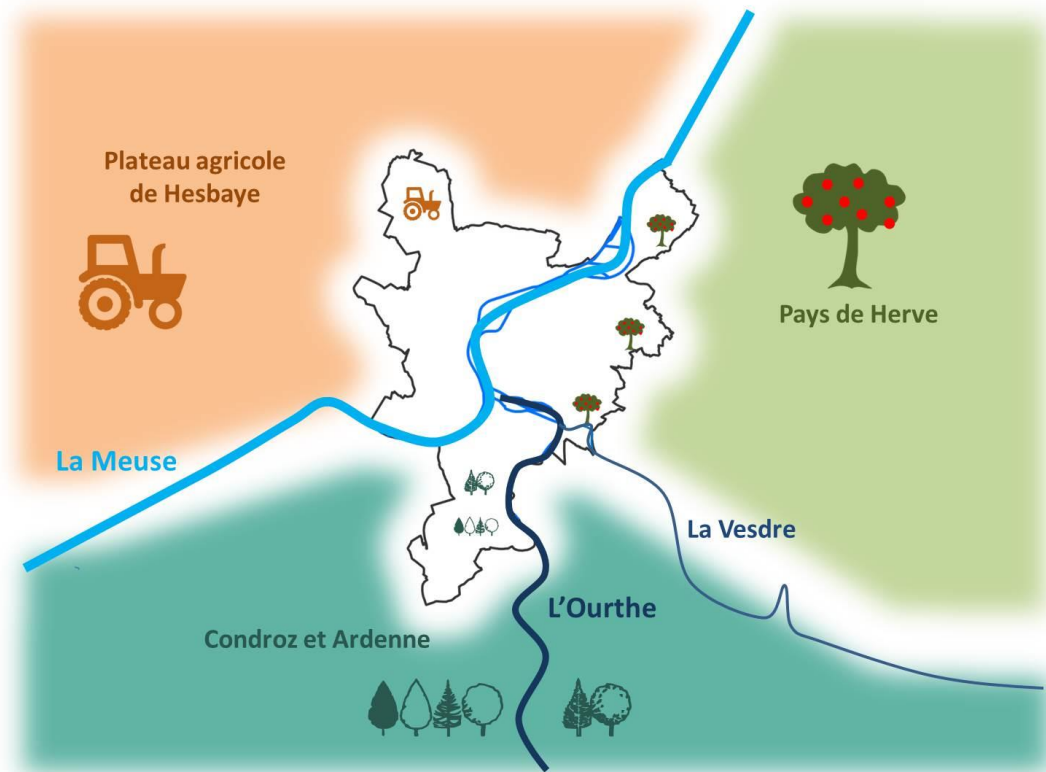 Plateau agricole
de Hesbaye
Pays de Herve
La Meuse
La Vesdre
L'Ourthe
Condroz et Ardenne